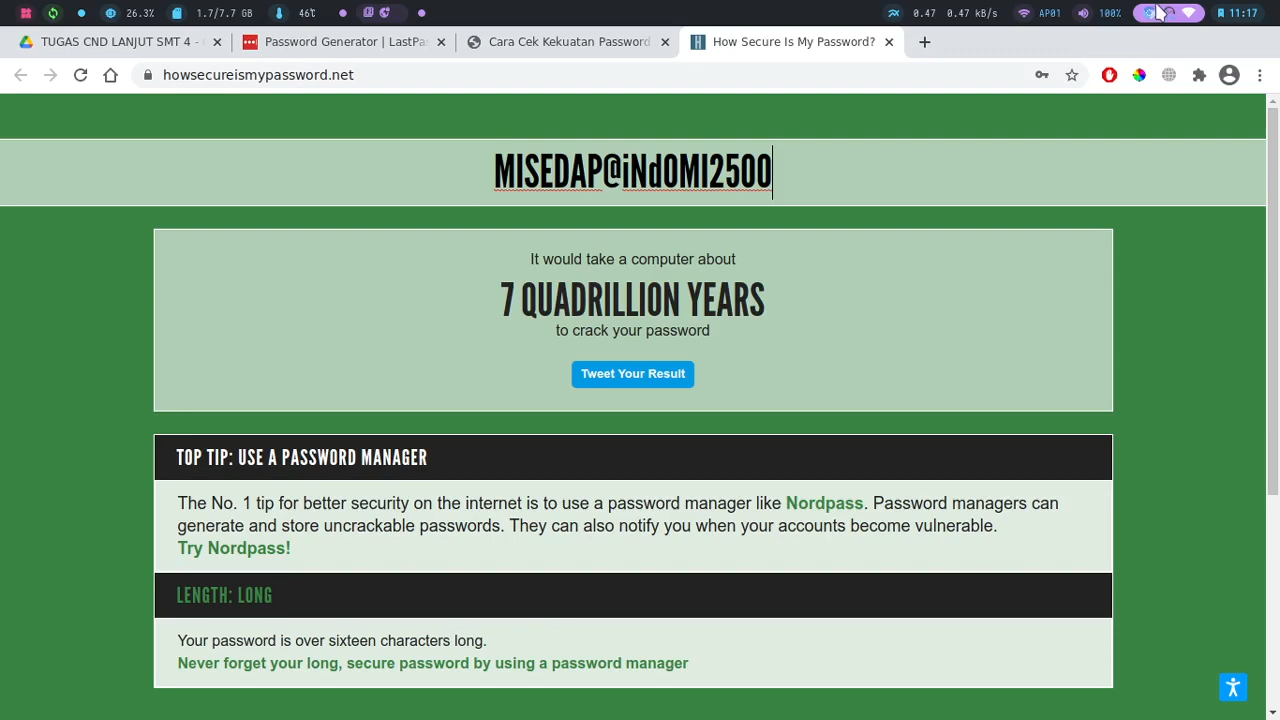 26.3% 1.7/7.7 GB 46℃ 0.47 0.47 kB/s AP01 100% 11:17
TUGAS CND LANJUT SMT 4 - Password Generator | LastPa Cara Cek Kekuatan Password How Secure Is My Password?
howsecureismypassword.net
MISEDAP@iNdOMI2500
It would take a computer about
7 QUADRILLION YEARS
to crack your password
Tweet Your Result
TOP TIP: USE A PASSWORD MANAGER
The No. 1 tip for better security on the internet is to use a password manager like Nordpass. Password managers can
generate and store uncrackable passwords. They can also notify you when your accounts become vulnerable.
Try Nordpass!
LENGTH: LONG
Your password is over sixteen characters long.
Never forget your long, secure password by using a password manager